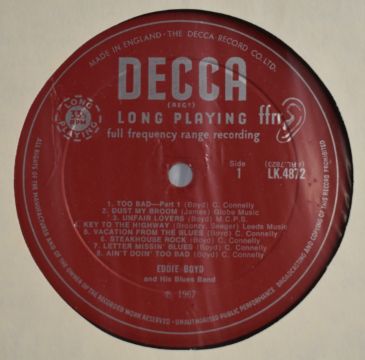 MADE IN ENGLAND · THE DECCA RECORD CO. LTD.
DECCA
(REGD)
LONG PLAYING ffrr
full frequency range recording
LONG 33⅓ RPM PLAYING
Side
1
(ARL.7823)
LK.4872
1. TOO BAD—Part 1 (Boyd) C. Connelly
2. DUST MY BROOM (James) Globe Music
3. UNFAIR LOVERS (Boyd) M.C.P.S.
4. KEY TO THE HIGHWAY (Broonzy, Seeger) Leeds Music
5. VACATION FROM THE BLUES (Boyd) C. Connelly
6. STEAKHOUSE ROCK (Boyd) C. Connelly
7. LETTER MISSIN' BLUES (Boyd) C. Connelly
8. AIN'T DOIN' TOO BAD (Boyd) C. Connelly
EDDIE BOYD
and His Blues Band
℗ 1967
ALL RIGHTS OF THE MANUFACTURER AND OF THE OWNER OF THE RECORDED WORK RESERVED · UNAUTHORISED PUBLIC PERFORMANCE, BROADCASTING AND COPYING OF THIS RECORD PROHIBITED